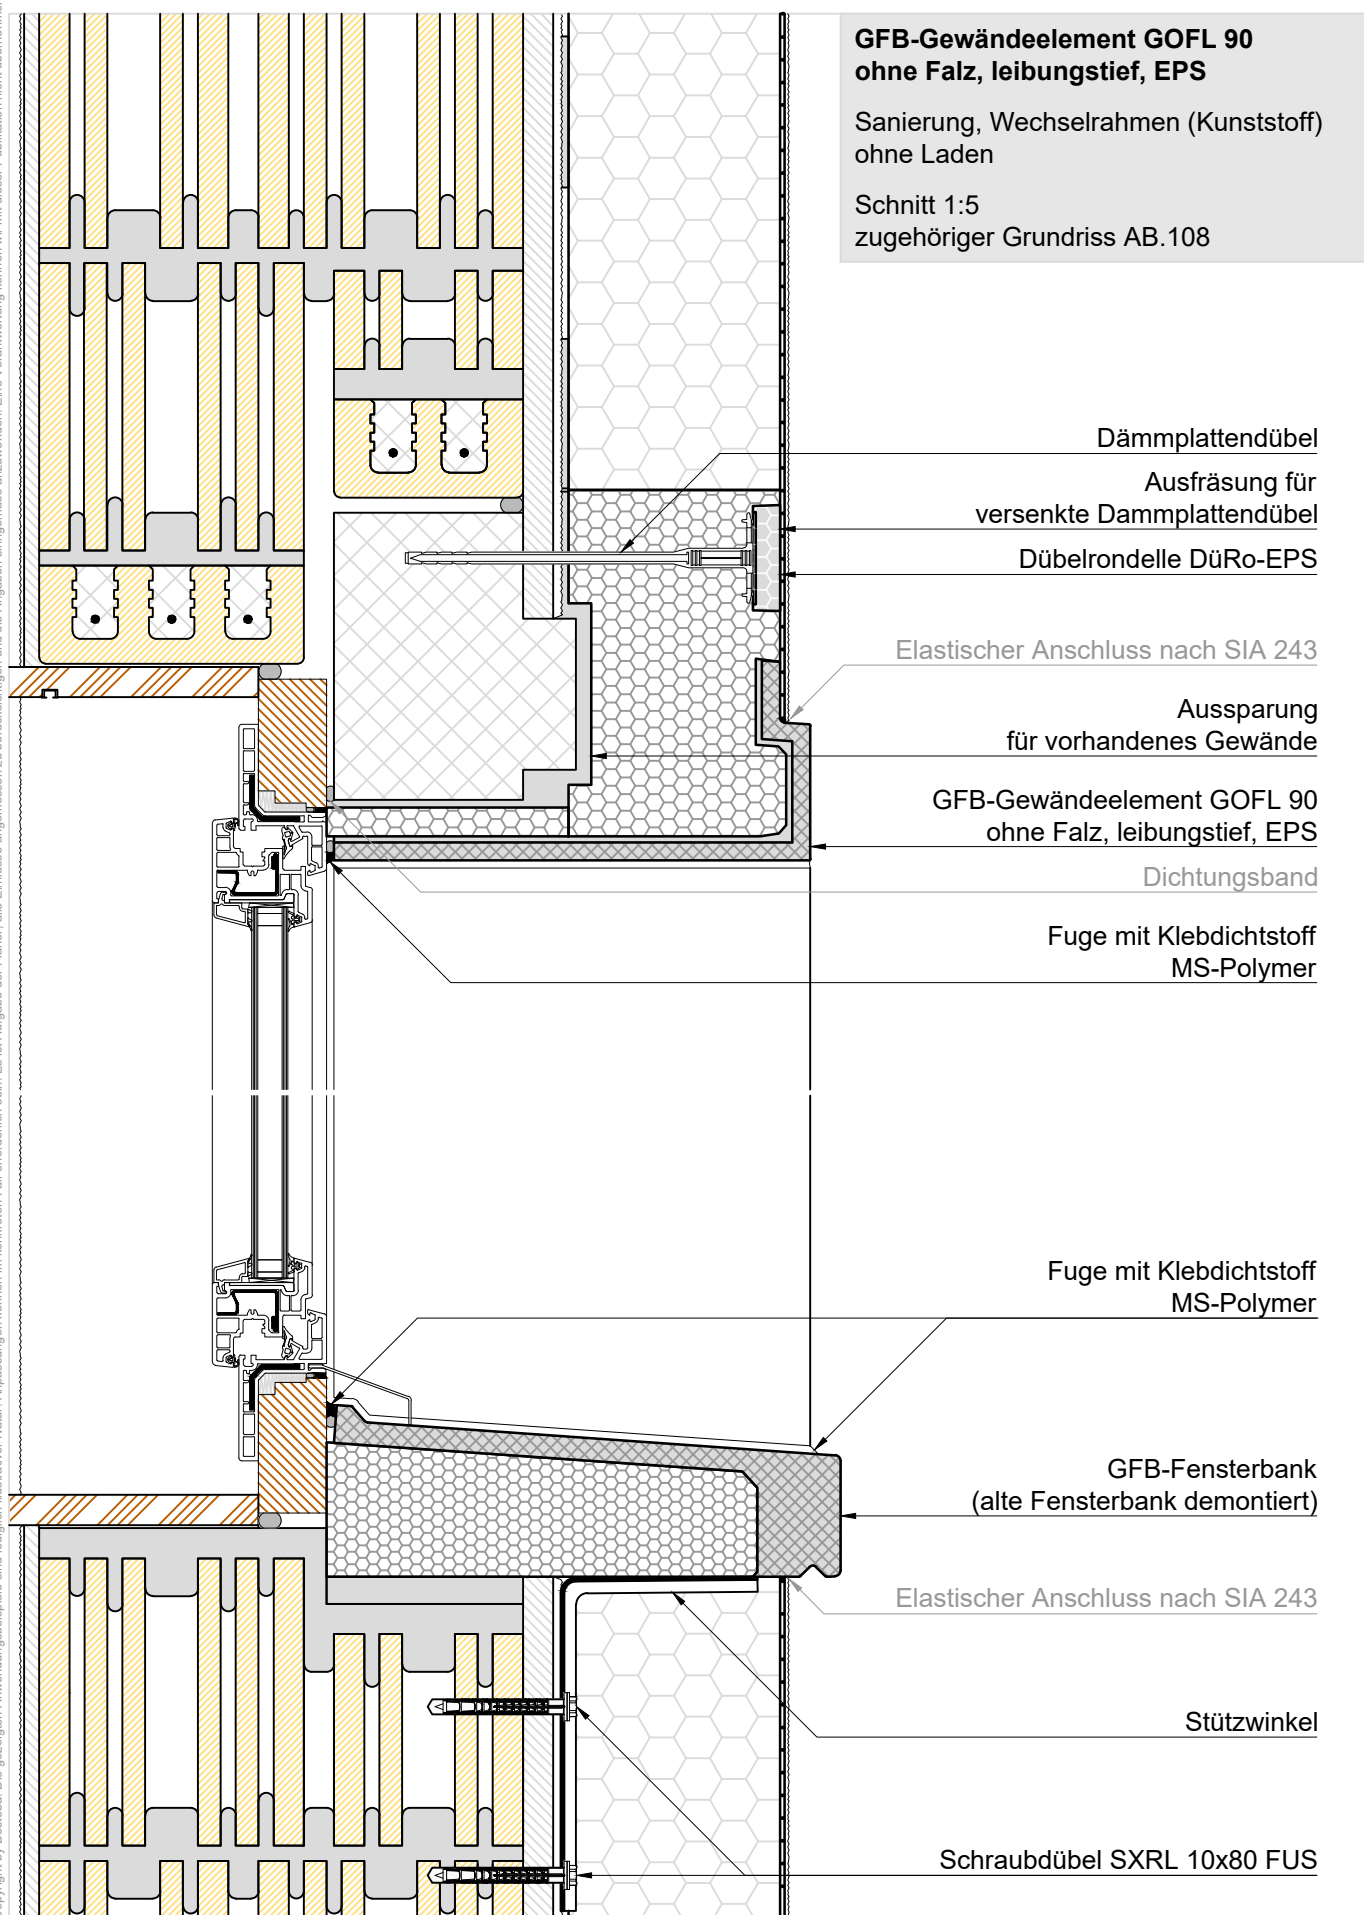 GFB-Gewändeelement GOFL 90
ohne Falz, leibungstief, EPS
Sanierung, Wechselrahmen (Kunststoff)
ohne Laden
Schnitt 1:5
zugehöriger Grundriss AB.108
Dämmplattendübel
Ausfräsung für
versenkte Dammplattendübel
Dübelrondelle DüRo-EPS
Elastischer Anschluss nach SIA 243
Aussparung
für vorhandenes Gewände
GFB-Gewändeelement GOFL 90
ohne Falz, leibungstief, EPS
Dichtungsband
Fuge mit Klebdichtstoff
MS-Polymer
Fuge mit Klebdichtstoff
MS-Polymer
GFB-Fensterbank
(alte Fensterbank demontiert)
Elastischer Anschluss nach SIA 243
Stützwinkel
Schraubdübel SXRL 10x80 FUS